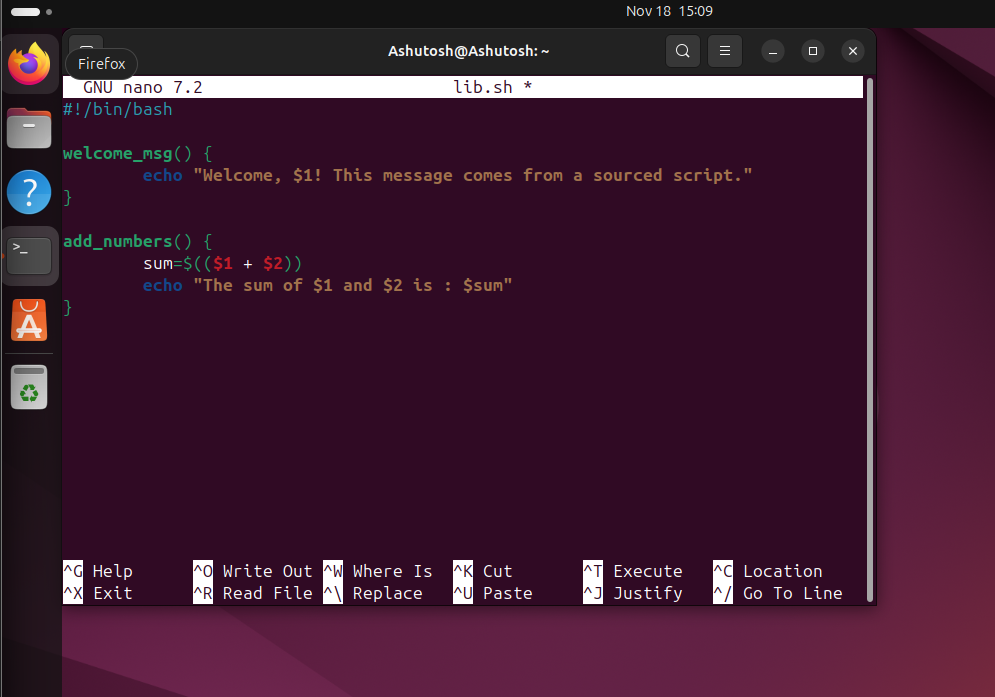 Nov 18 15:09
Ashutosh@Ashutosh: ~
Firefox
GNU nano 7.2 lib.sh *
#!/bin/bash
welcome_msg() {
echo "Welcome, $1! This message comes from a sourced script."
}
add_numbers() {
sum=$(($1 + $2))
echo "The sum of $1 and $2 is : $sum"
}
^G Help ^O Write Out ^W Where Is ^K Cut ^T Execute ^C Location
^X Exit ^R Read File ^\ Replace ^U Paste ^J Justify ^/ Go To Line